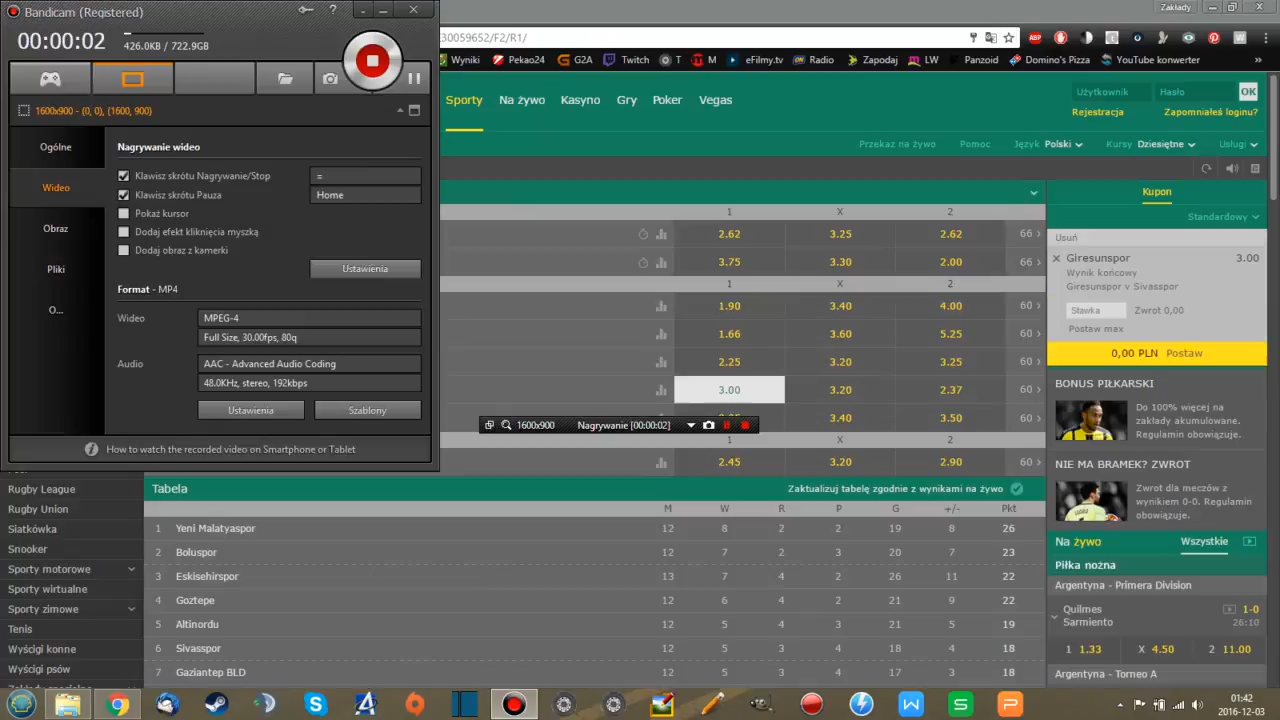 Bandicam (Registered)
Zakłady
00:00:02
426.0KB / 722.9GB
30059652/F2/R1/
ABP
Wyniki
Pekao24
G2A
Twitch
T
M
eFilmy.tv
Radio
Zapodaj
LW
Panzoid
Domino's Pizza
YouTube konwerter
»
1600x900 - (0, 0), (1600, 900)
Sporty
Na żywo
Kasyno
Gry
Poker
Vegas
Użytkownik
Hasło
OK
Rejestracja
Zapomniałeś loginu?
Przekaz na żywo
Pomoc
Język Polski
Kursy Dziesiętne
Usługi
Ogólne
Wideo
Obraz
Pliki
O...
Nagrywanie wideo
Klawisz skrótu Nagrywanie/Stop
=
Klawisz skrótu Pauza
Home
Pokaż kursor
Dodaj efekt kliknięcia myszką
Dodaj obraz z kamerki
Ustawienia
Format - MP4
Wideo
MPEG-4
Full Size, 30.00fps, 80q
Audio
AAC - Advanced Audio Coding
48.0KHz, stereo, 192kbps
Ustawienia
Szablony
How to watch the recorded video on Smartphone or Tablet
1 X 2
2.62 3.25 2.62 66 >
3.75 3.30 2.00 66 >
1 X 2
1.90 3.40 4.00 60 >
1.66 3.60 5.25 60 >
2.25 3.20 3.25 60 >
3.00 3.20 2.37 60 >
3.40 3.50 60 >
1600x900 Nagrywanie [00:00:02]
1 X 2
2.45 3.20 2.90 60 >
Kupon
Standardowy
Usuń
Giresunspor 3.00
Wynik końcowy
Giresunspor v Sivasspor
Stawka
Zwrot 0,00
Postaw max
0,00 PLN Postaw
BONUS PIŁKARSKI
Do 100% więcej na
zakłady akumulowane.
Regulamin obowiązuje.
NIE MA BRAMEK? ZWROT
Zwrot dla meczów z
wynikiem 0-0. Regulamin
obowiązuje.
Na żywo
Wszystkie
Piłka nożna
Argentyna - Primera Division
Quilmes 1-0
Sarmiento 26:10
1 1.33 X 4.50 2 11.00
Argentyna - Torneo A
Rugby League
Rugby Union
Siatkówka
Snooker
Sporty motorowe
Sporty wirtualne
Sporty zimowe
Tenis
Wyścigi konne
Wyścigi psów
Tabela
Zaktualizuj tabelę zgodnie z wynikami na żywo
M W R P G +/- Pkt
1 Yeni Malatyaspor 12 8 2 2 19 8 26
2 Boluspor 12 7 2 3 20 7 23
3 Eskisehirspor 13 7 4 2 26 11 22
4 Goztepe 12 6 4 2 21 9 22
5 Altinordu 12 5 4 3 21 5 19
6 Sivasspor 12 5 3 4 18 4 18
7 Gaziantep BLD 12 5 3 4 17 3 18
01:42
2016-12-03